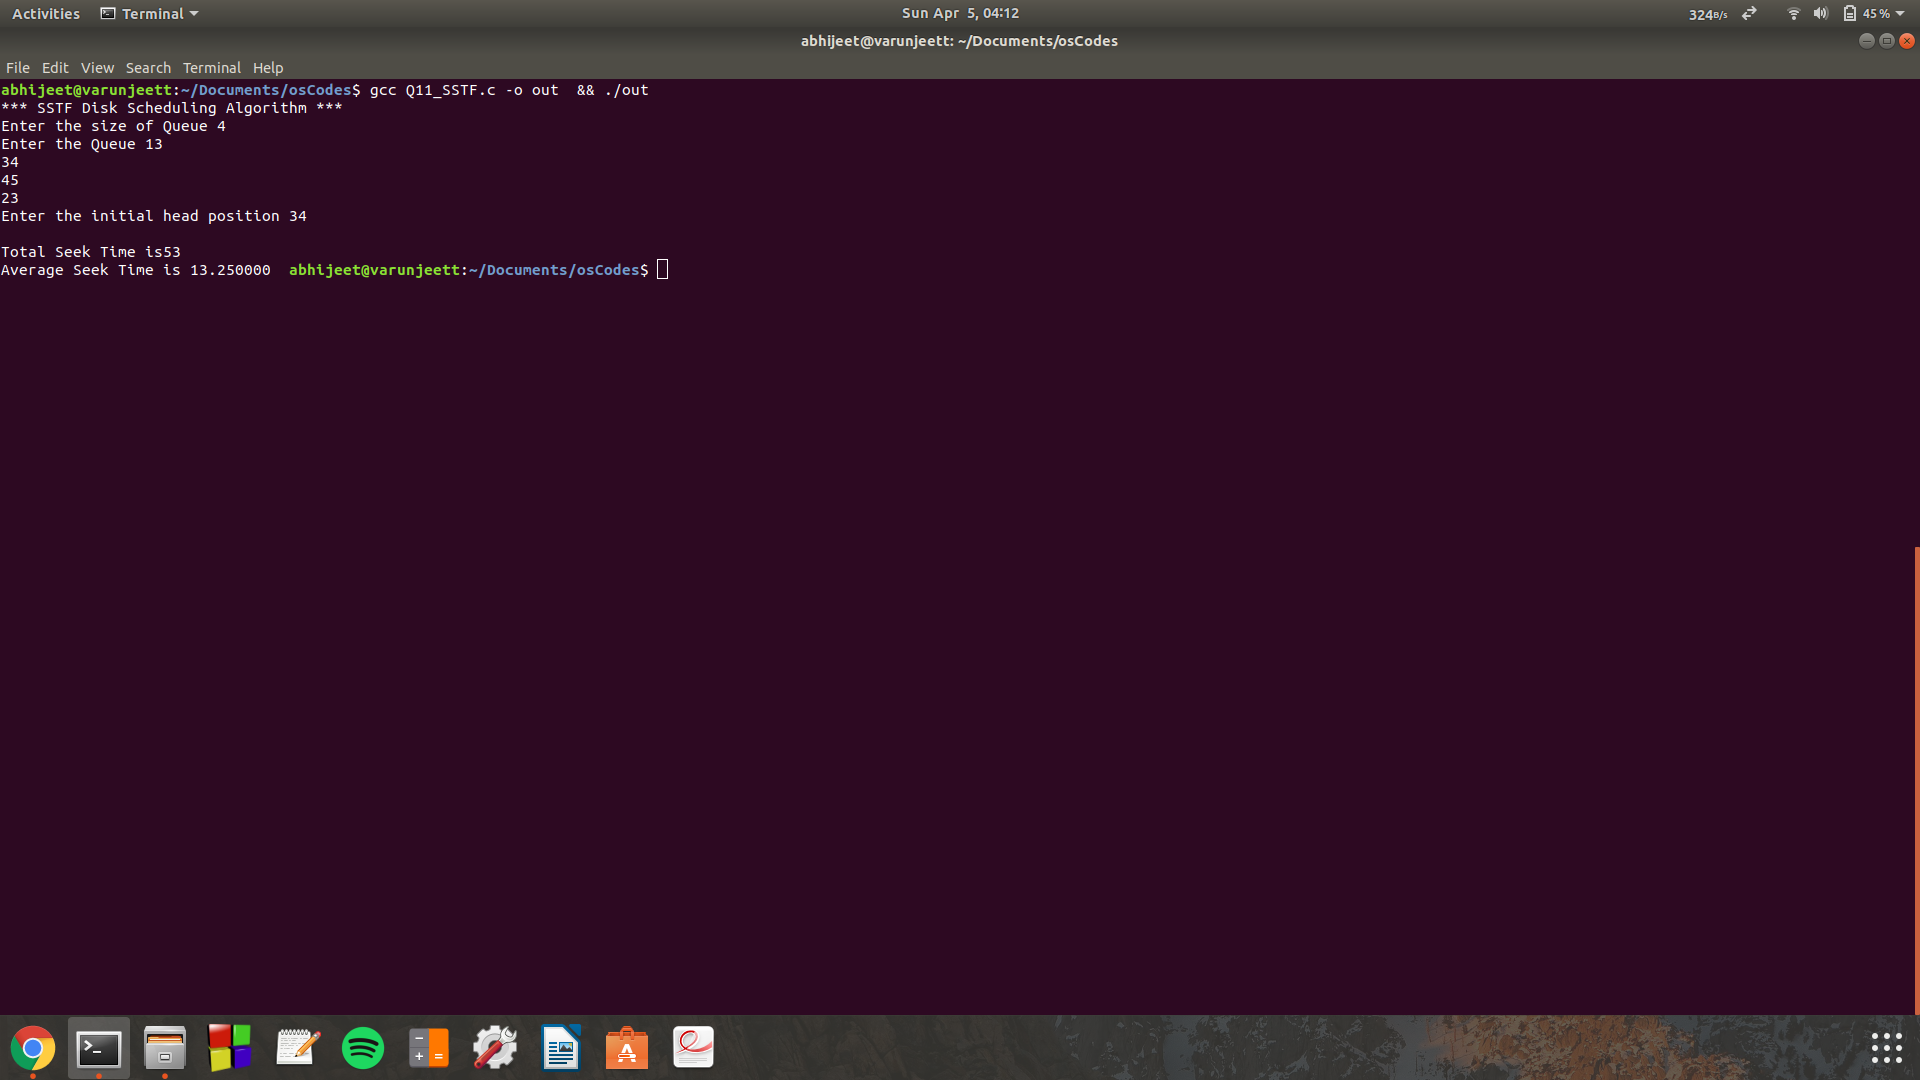 Activities Terminal Sun Apr 5, 04:12 324B/s 45%
abhijeet@varunjeett: ~/Documents/osCodes
File Edit View Search Terminal Help
abhijeet@varunjeett:~/Documents/osCodes$ gcc Q11_SSTF.c -o out  && ./out
*** SSTF Disk Scheduling Algorithm ***
Enter the size of Queue 4
Enter the Queue 13
34
45
23
Enter the initial head position 34
Total Seek Time is53
Average Seek Time is 13.250000  abhijeet@varunjeett:~/Documents/osCodes$